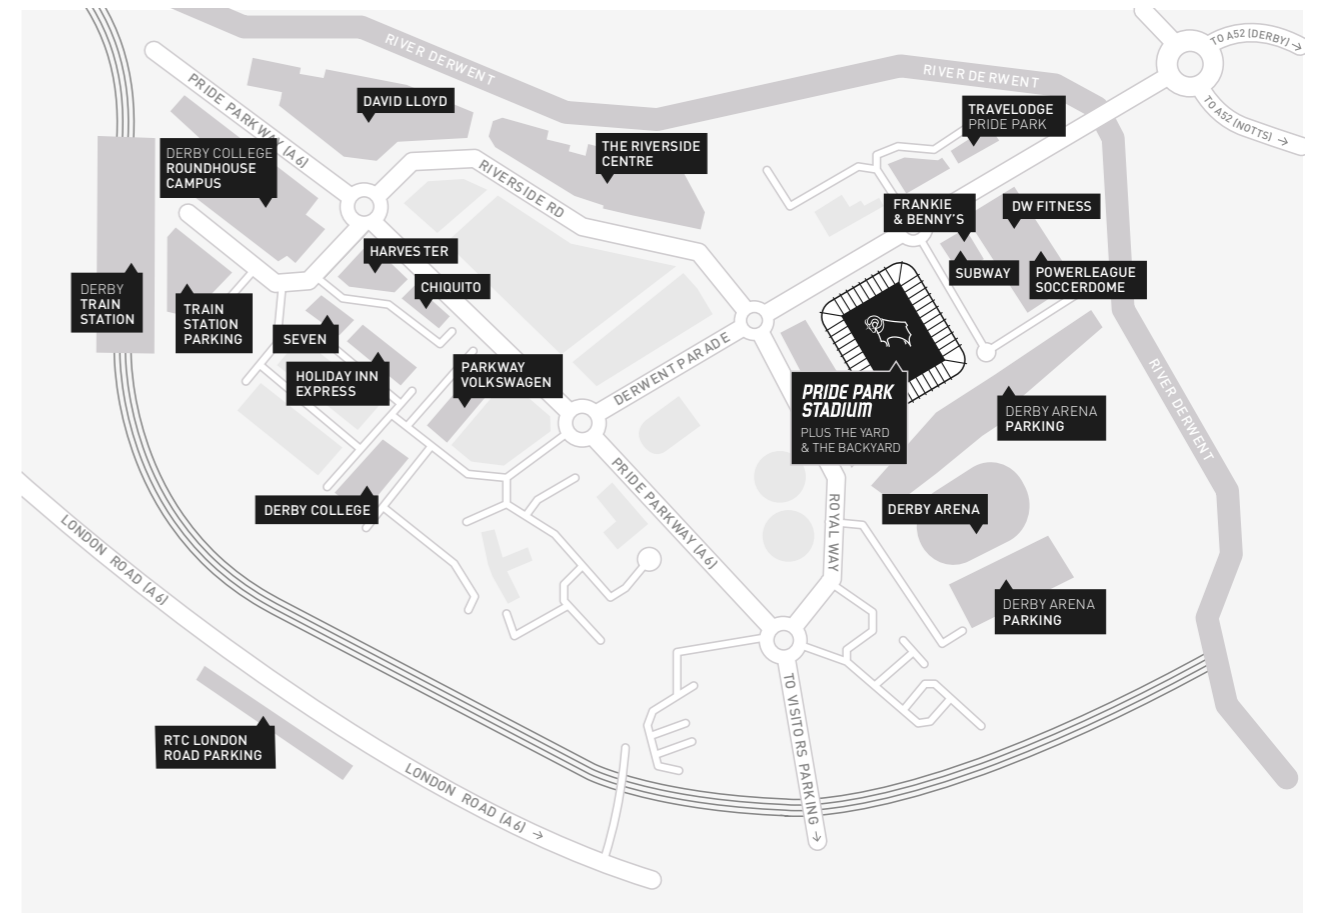 RIVER DERWENT
RIVER DERWENT
TO A52 (DERBY) →
TO A52 (NOTTS) →
PRIDE PARKWAY (A6)
DAVID LLOYD
TRAVELODGE
PRIDE PARK
THE RIVERSIDE
CENTRE
DERBY COLLEGE
ROUNDHOUSE
CAMPUS
RIVERSIDE RD
FRANKIE
& BENNY'S
DW FITNESS
HARVES TER
CHIQUITO
SUBWAY
POWERLEAGUE
SOCCERDOME
DERBY
TRAIN
STATION
TRAIN
STATION
PARKING
SEVEN
HOLIDAY INN
EXPRESS
PARKWAY
VOLKSWAGEN
DERWENT PARADE
PRIDE PARK
STADIUM
PLUS THE YARD
& THE BACKYARD
DERBY ARENA
PARKING
RIVER DERWENT
DERBY COLLEGE
PRIDE PARKWAY (A6)
ROYAL WAY
DERBY ARENA
LONDON ROAD (A6)
DERBY ARENA
PARKING
TO VISITORS PARKING →
RTC LONDON
ROAD PARKING
LONDON ROAD (A6) →